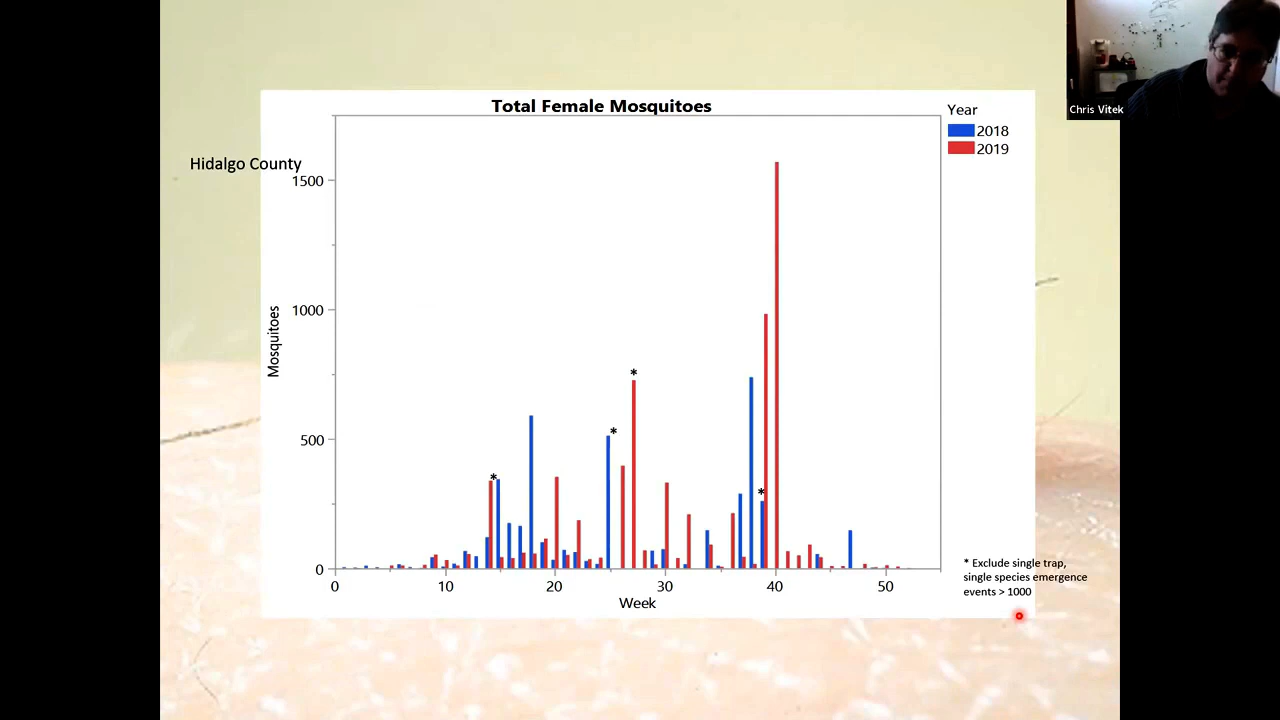 Total Female Mosquitoes
Year
2018
2019
Chris Vitek
Hidalgo County
1500
1000
500
0
Mosquitoes
*
*
*
*
0
10
20
30
40
50
Week
* Exclude single trap,
single species emergence
events > 1000